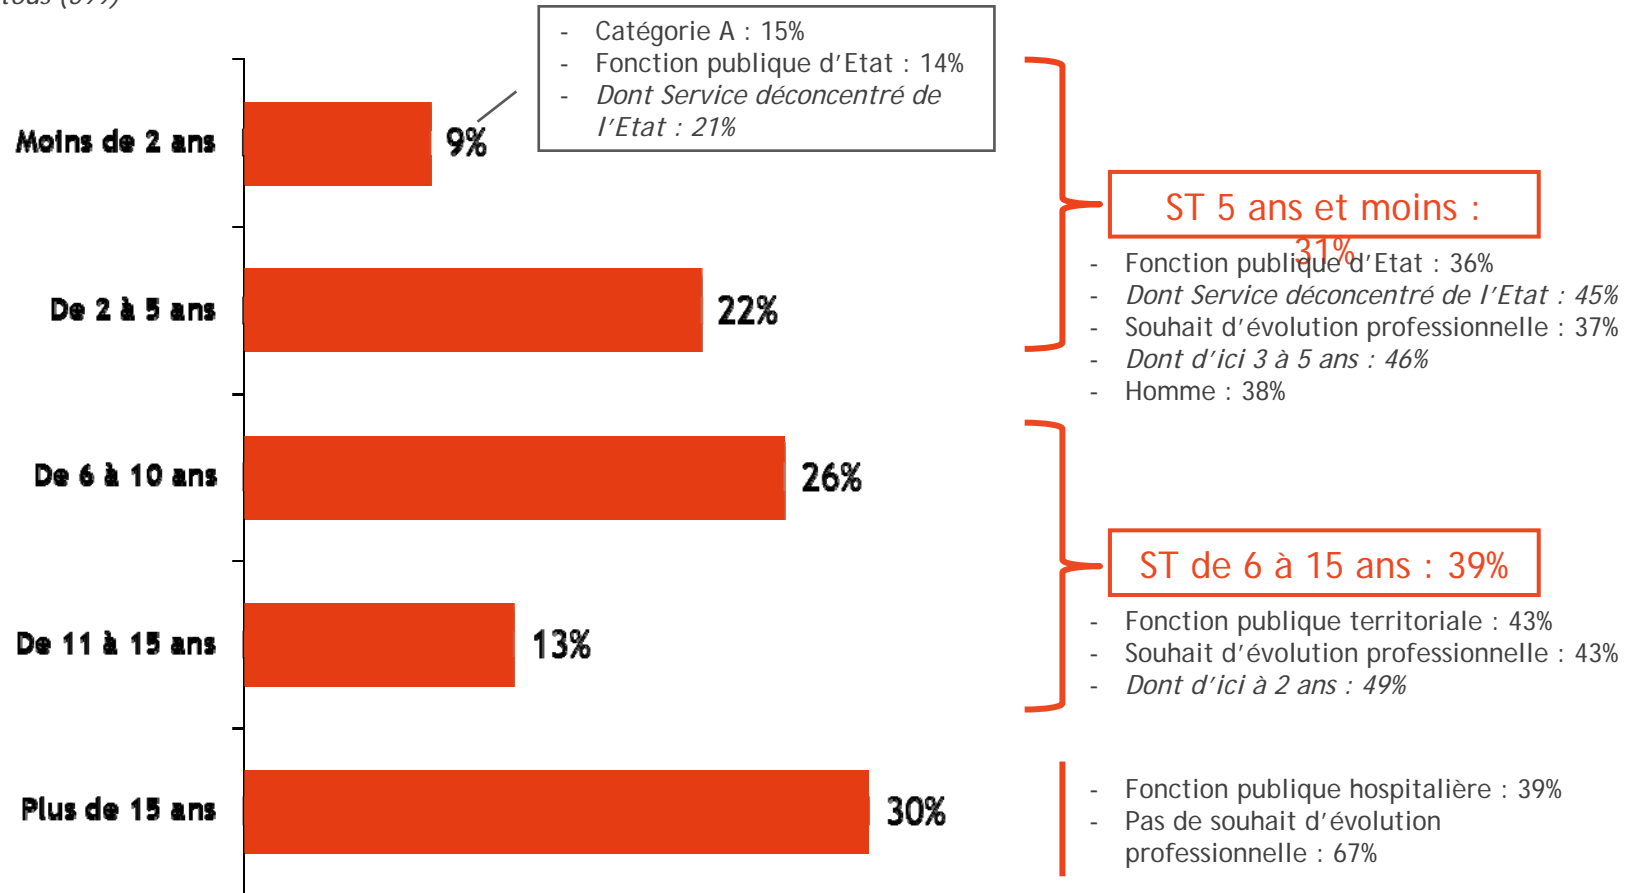 - Catégorie A : 15%
- Fonction publique d'Etat : 14%
- Dont Service déconcentré de
l'Etat : 21%
Moins de 2 ans
9%
ST 5 ans et moins :
31%
- Fonction publique d'Etat : 36%
- Dont Service déconcentré de l'Etat : 45%
- Souhait d'évolution professionnelle : 37%
- Dont d'ici 3 à 5 ans : 46%
- Homme : 38%
De 2 à 5 ans
22%
De 6 à 10 ans
26%
ST de 6 à 15 ans : 39%
- Fonction publique territoriale : 43%
- Souhait d'évolution professionnelle : 43%
- Dont d'ici à 2 ans : 49%
De 11 à 15 ans
13%
Plus de 15 ans
30%
- Fonction publique hospitalière : 39%
- Pas de souhait d'évolution
professionnelle : 67%